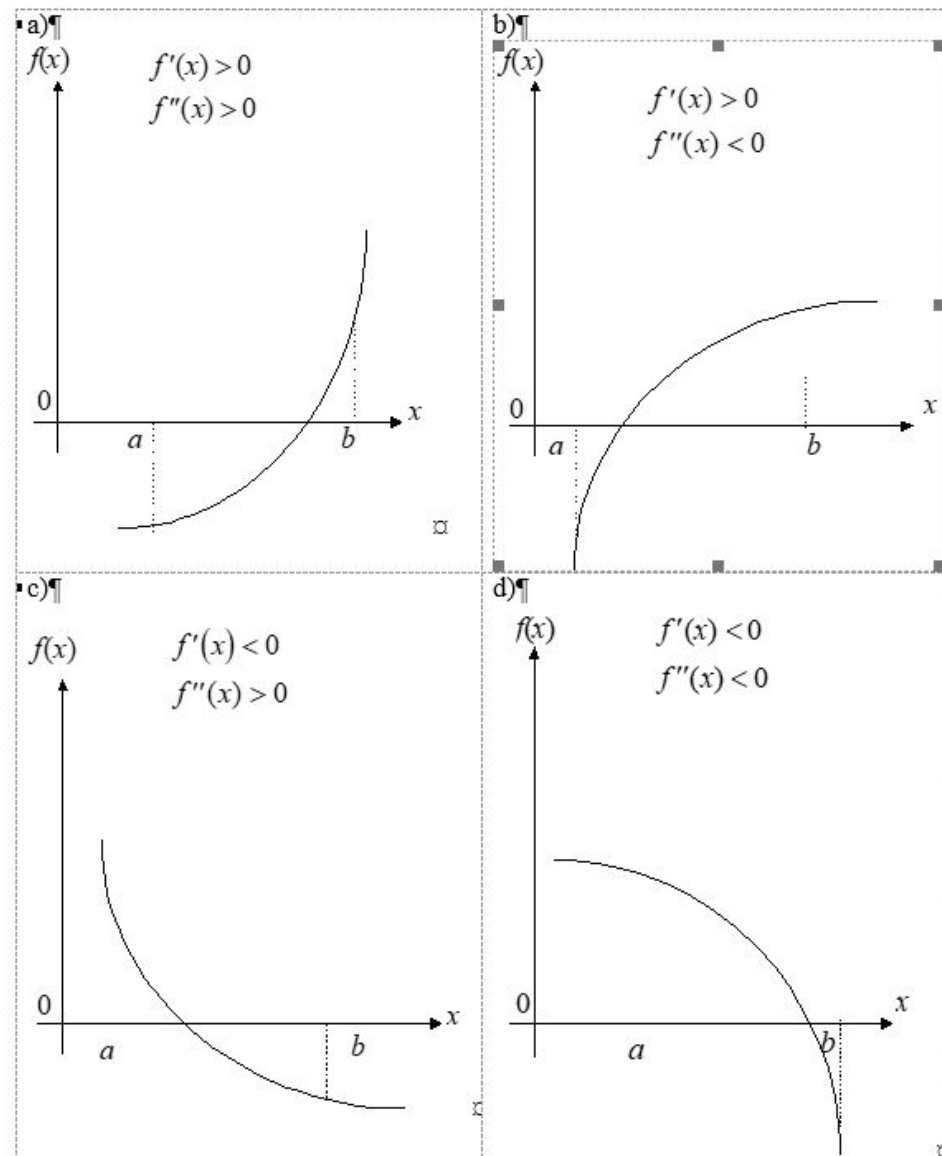 a)¶
f(x)
f'(x) > 0
f''(x) > 0
0
a
b
x
¤
b)¶
f(x)
f'(x) > 0
f''(x) < 0
0
a
b
x
c)¶
f(x)
f'(x) < 0
f''(x) > 0
0
a
b
x
¤
d)¶
f(x)
f'(x) < 0
f''(x) < 0
0
a
b
x
¤